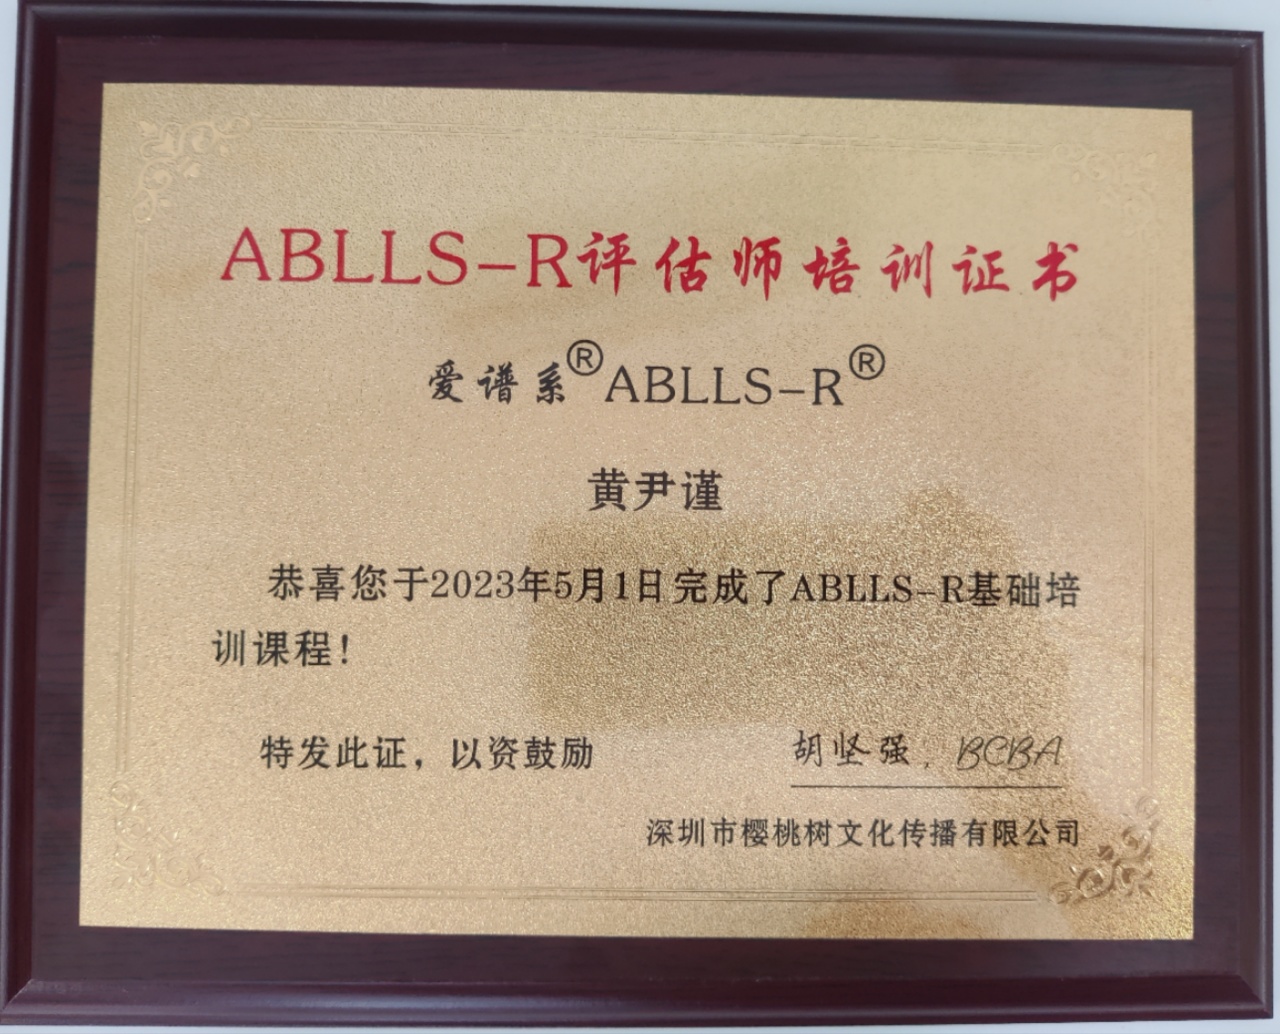 ABLLS-R评估师培训证书
爱谱系®ABLLS-R®
黄尹谨
恭喜您于2023年5月1日完成了ABLLS-R基础培
训课程!
特发此证，以资鼓励
胡坚强, BCBA
深圳市樱桃树文化传播有限公司